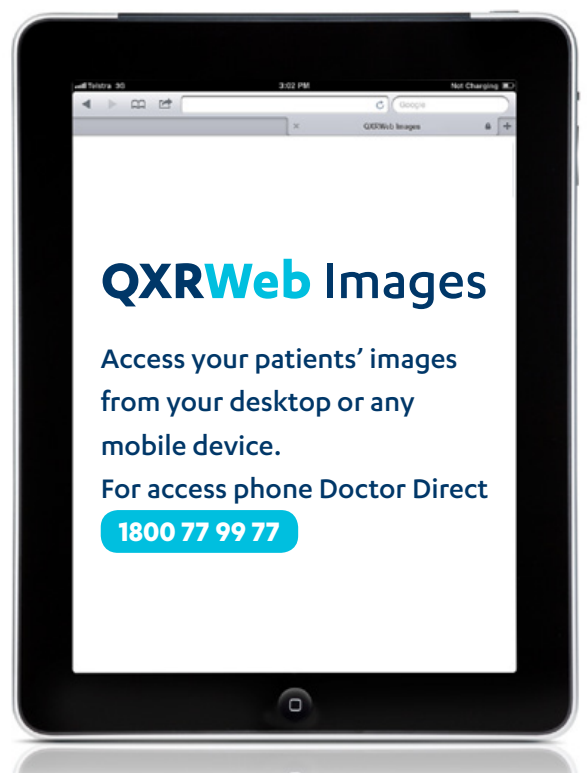 Telstra 3G 3:02 PM Not Charging
Google
QXRWeb Images
QXRWeb Images
Access your patients’ images
from your desktop or any
mobile device.
For access phone Doctor Direct
1800 77 99 77